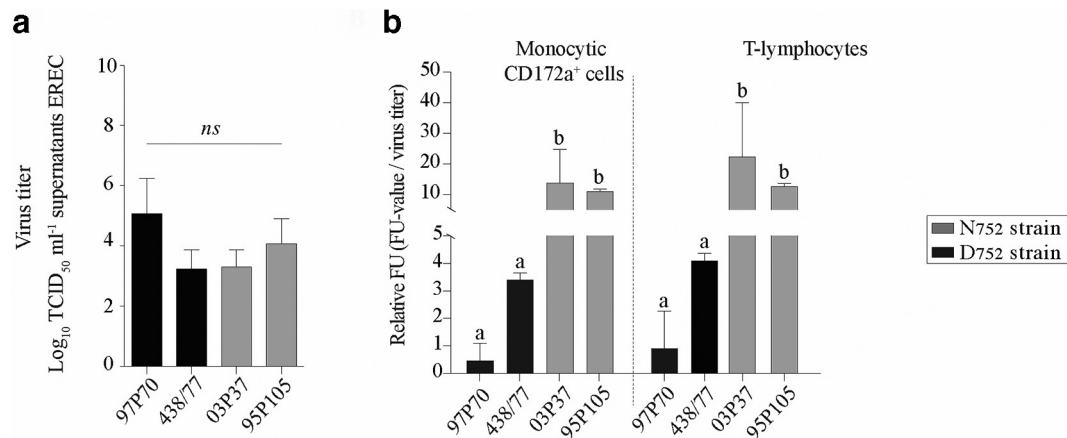 a
Virus titer
Log10 TCID50 ml-1 supernatants EREC
10
8
6
4
2
0
ns
97P70
438/77
03P37
95P105
b
Monocytic
CD172a+ cells
T-lymphocytes
Relative FU (FU-value / virus titer)
50
40
30
20
10
5
4
3
2
1
0
a
a
b
b
a
a
b
b
97P70
438/77
03P37
95P105
97P70
438/77
03P37
95P105
N752 strain
D752 strain